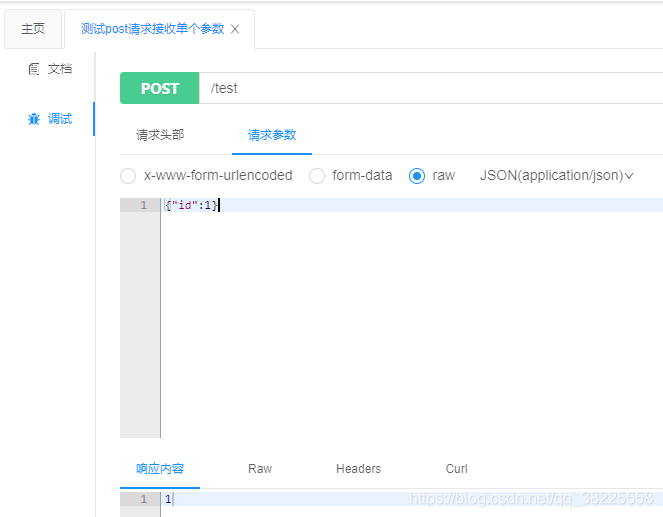 主页
测试post请求接收单个参数
文档
调试
POST /test
请求头部 请求参数
x-www-form-urlencoded form-data raw JSON(application/json)
1 {"id":1}
响应内容 Raw Headers Curl
1 1
https://blog.csdn.net/qq_38225558